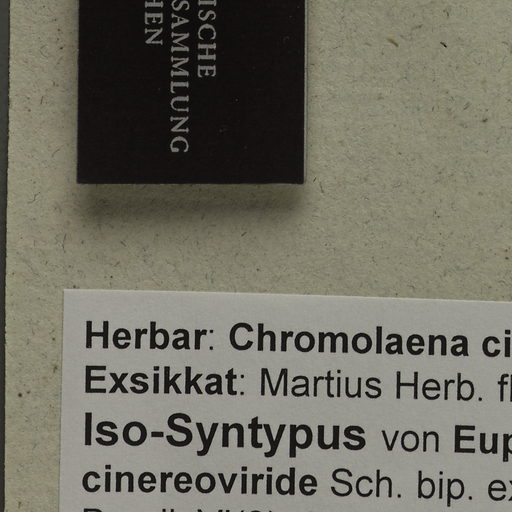 ISCHE
SAMMLUNG
HEN
Herbar: Chromolaena ci
Exsikkat: Martius Herb. fl
Iso-Syntypus von Eup
cinereoviride Sch. bip. ex